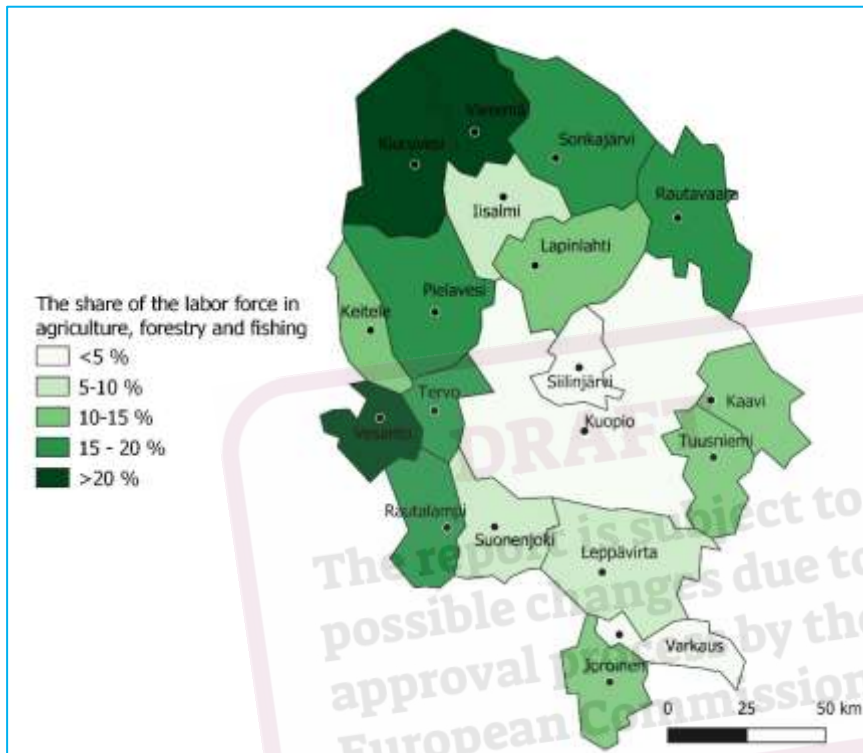 Vieremä
Kiuruvesi
Sonkajärvi
Rautavaara
Iisalmi
Lapinlahti
The share of the labor force in
agriculture, forestry and fishing
<5 %
5-10 %
10-15 %
15 - 20 %
>20 %
Pielavesi
Keitele
Siilinjärvi
Tervo
Kaavi
Vesanto
Kuopio
Tuusniemi
DRAFT
Rautalampi
Suonenjoki
Leppävirta
The report is subject to
possible changes due to
approval process by the
European Commission
Varkaus
Joroinen
0 25 50 km